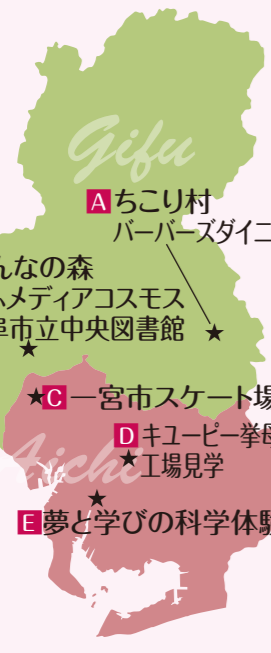 Gifu
A ちこり村
バーバーズダイニ
んなの森
メディアコスモス
阜市立中央図書館
C 一宮市スケート場
D キユーピー挙母
工場見学
Aichi
E 夢と学びの科学体験